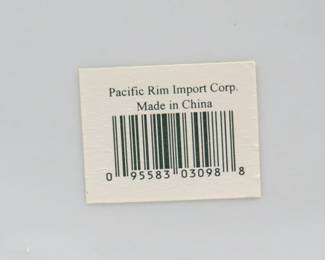 Pacific Rim Import Corp.
Made in China
0 95583 03098 8